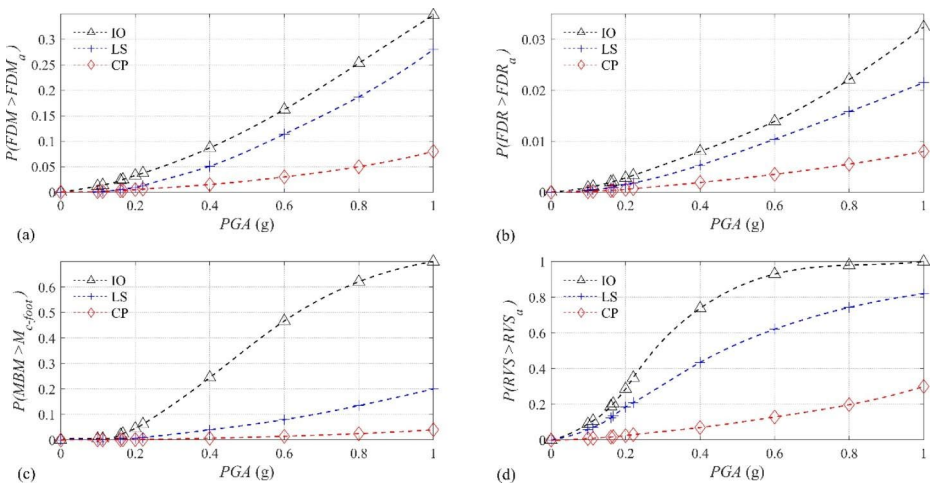 0.3
0.25
0.2
0.15
0.1
0.05
0
P(FDM >FDM_a)
IO
LS
CP
0 0.2 0.4 0.6 0.8 1
PGA (g)
(a)
0.03
0.02
0.01
0.00
P(FDR >FDR_a)
IO
LS
CP
0 0.2 0.4 0.6 0.8 1
PGA (g)
(b)
0.6
0.5
0.4
0.3
0.2
0.1
0
P(MBM >M_c-foot)
IO
LS
CP
0 0.2 0.4 0.6 0.8 1
PGA (g)
(c)
1
0.8
0.6
0.4
0.2
0
P(RVS >RVS_a)
IO
LS
CP
0 0.2 0.4 0.6 0.8 1
PGA (g)
(d)